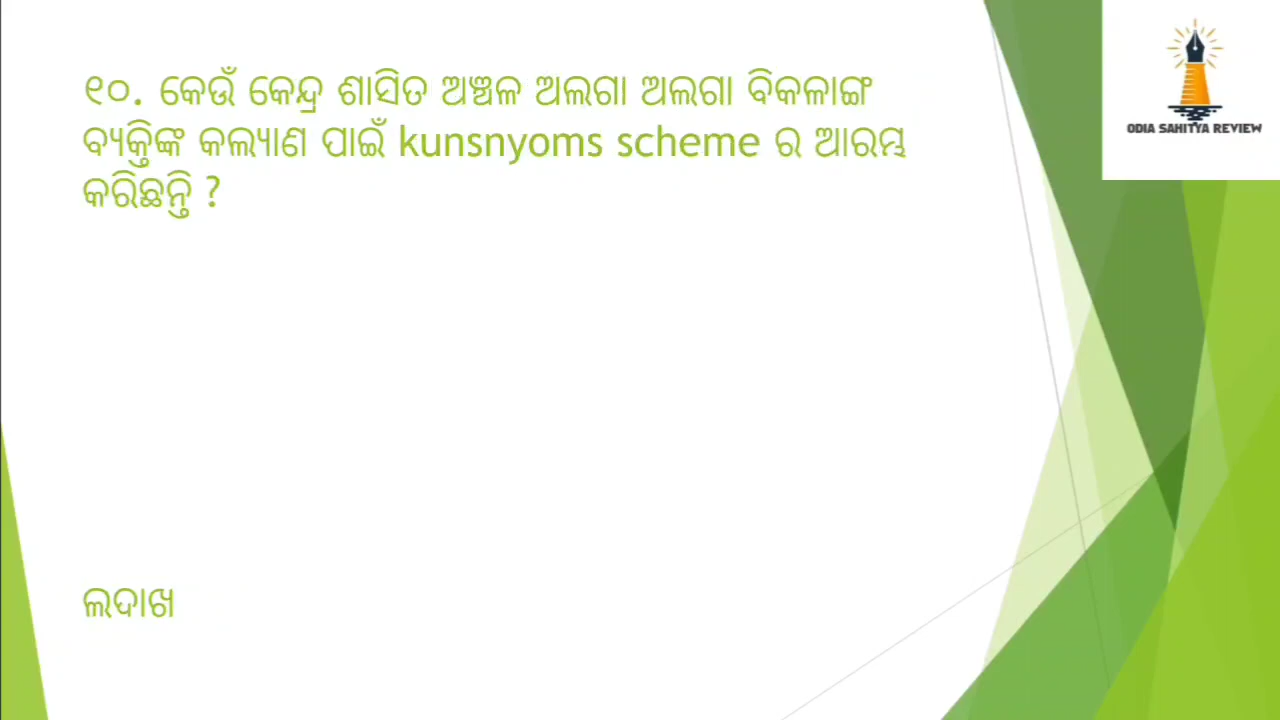 ୧୦. କେଉଁ କେନ୍ଦ୍ର ଶାସିତ ଅଞ୍ଚଳ ଅଲଗା ଅଲଗା ବିକଳାଙ୍ଗ
ବ୍ୟକ୍ତିଙ୍କ କଲ୍ୟାଣ ପାଇଁ kunsnyoms scheme ର ଆରମ୍ଭ
କରିଛନ୍ତି ?
ଲଦାଖ
ODIA SAHITYA REVIEW